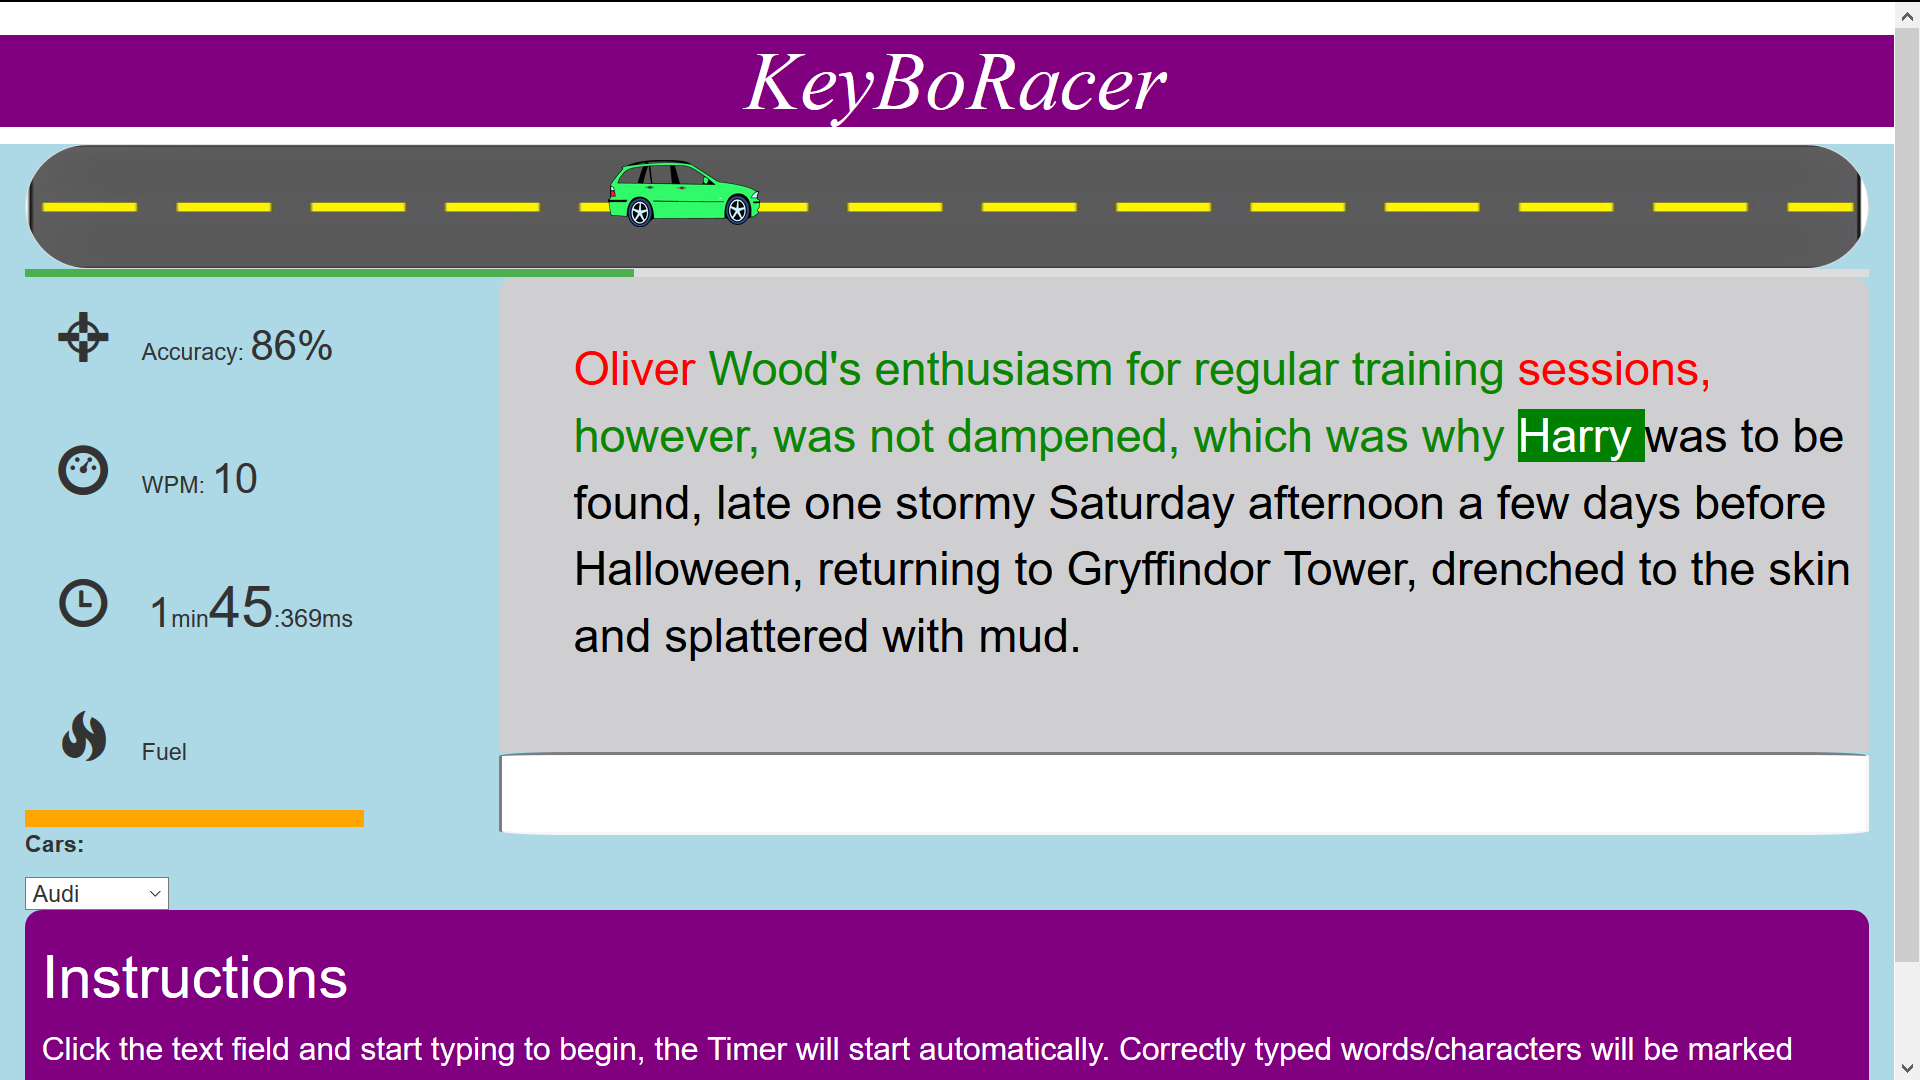 KeyBoRacer
Accuracy: 86%
WPM: 10
1min45:369ms
Fuel
Cars:
Audi
Oliver Wood's enthusiasm for regular training sessions,
however, was not dampened, which was why Harry was to be
found, late one stormy Saturday afternoon a few days before
Halloween, returning to Gryffindor Tower, drenched to the skin
and splattered with mud.
Instructions
Click the text field and start typing to begin, the Timer will start automatically. Correctly typed words/characters will be marked